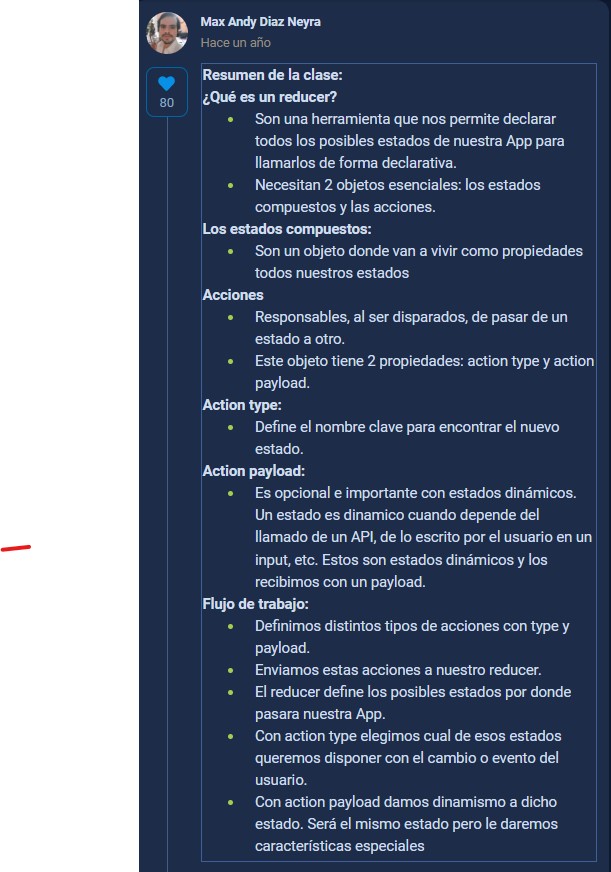 Max Andy Diaz Neyra
Hace un año
80
Resumen de la clase:
¿Qué es un reducer?
Son una herramienta que nos permite declarar
todos los posibles estados de nuestra App para
llamarlos de forma declarativa.
Necesitan 2 objetos esenciales: los estados
compuestos y las acciones.
Los estados compuestos:
Son un objeto donde van a vivir como propiedades
todos nuestros estados
Acciones
Responsables, al ser disparados, de pasar de un
estado a otro.
Este objeto tiene 2 propiedades: action type y action
payload.
Action type:
Define el nombre clave para encontrar el nuevo
estado.
Action payload:
Es opcional e importante con estados dinámicos.
Un estado es dinamico cuando depende del
llamado de un API, de lo escrito por el usuario en un
input, etc. Estos son estados dinámicos y los
recibimos con un payload.
Flujo de trabajo:
Definimos distintos tipos de acciones con type y
payload.
Enviamos estas acciones a nuestro reducer.
El reducer define los posibles estados por donde
pasara nuestra App.
Con action type elegimos cual de esos estados
queremos disponer con el cambio o evento del
usuario.
Con action payload damos dinamismo a dicho
estado. Será el mismo estado pero le daremos
características especiales